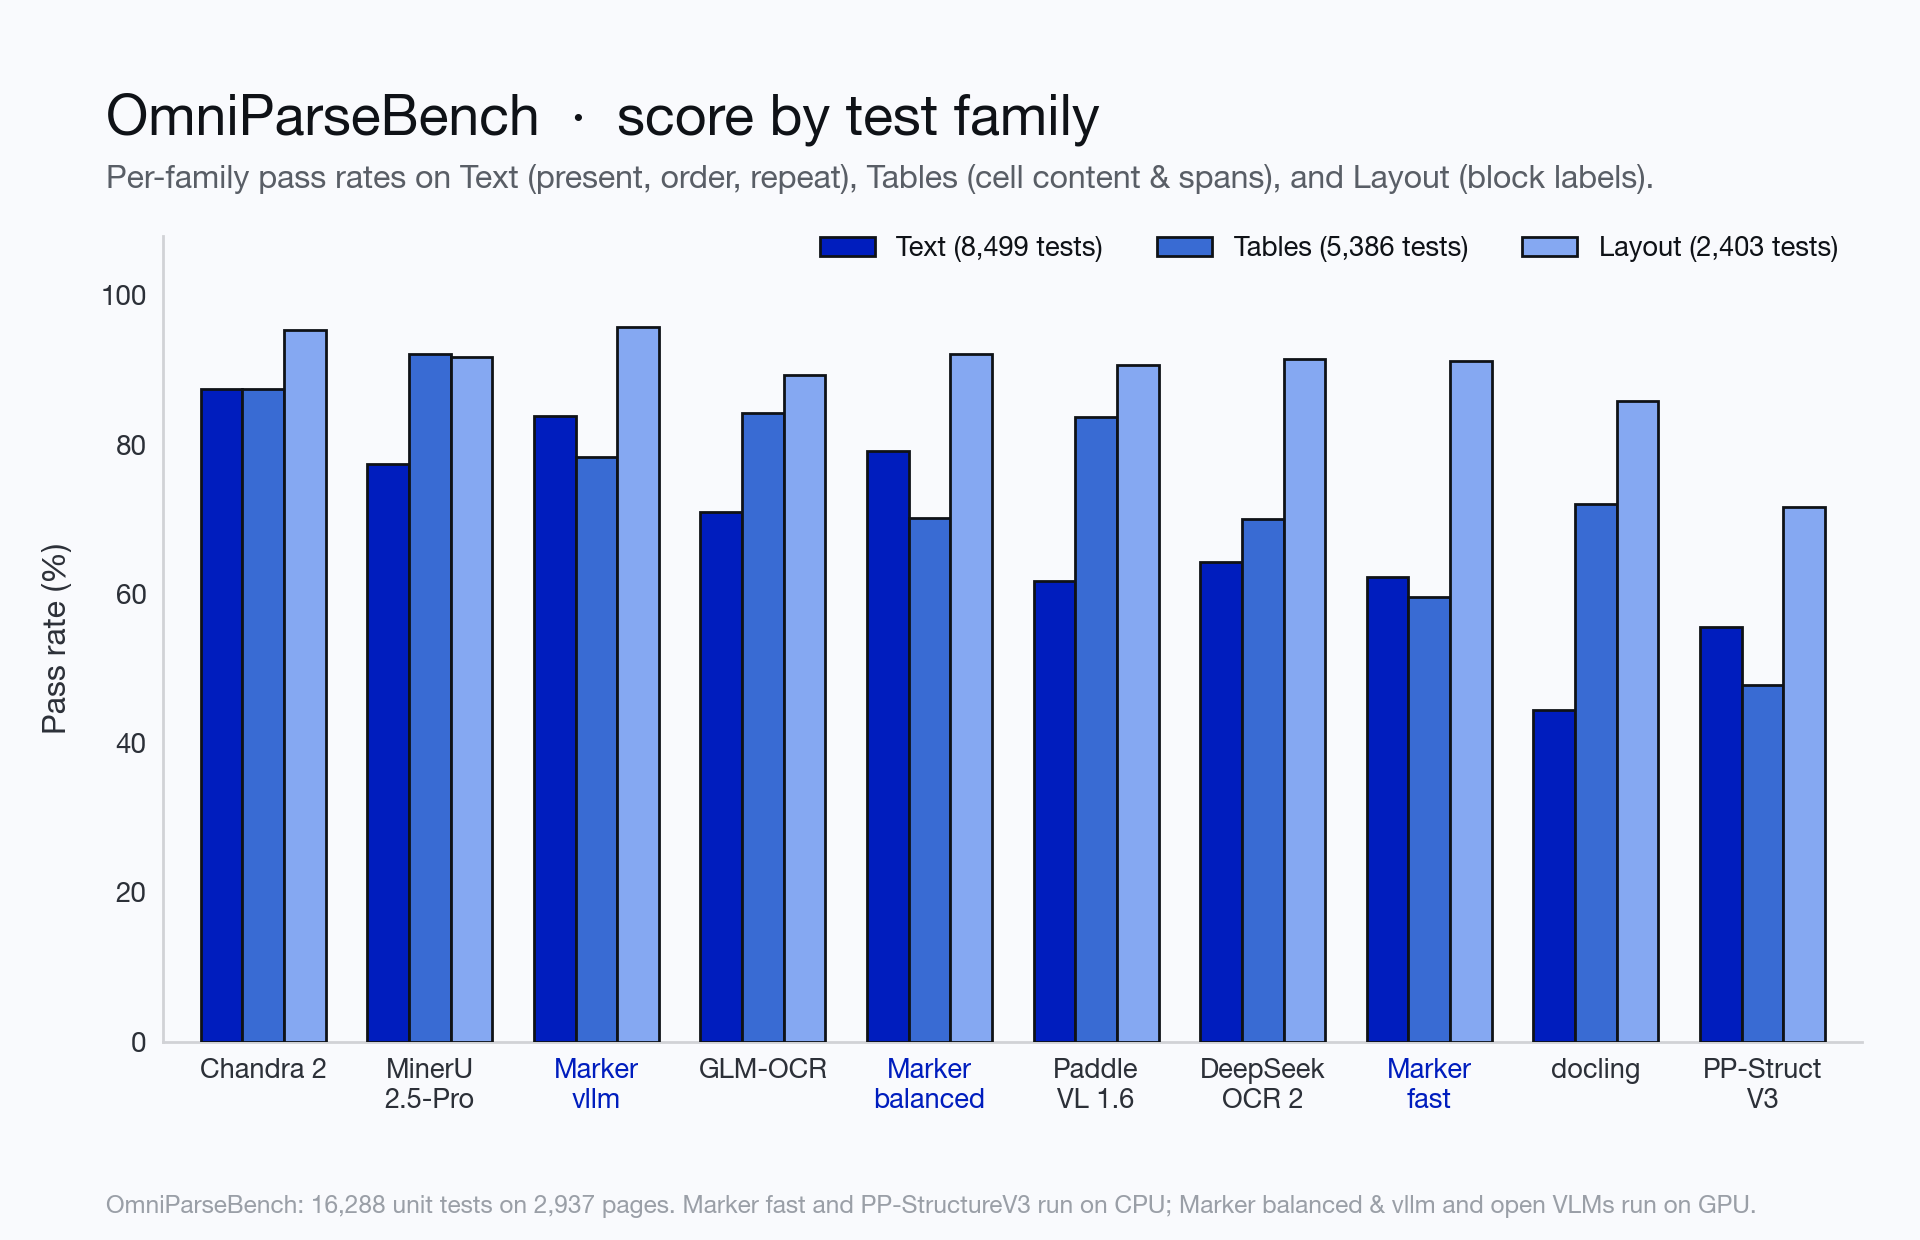 OmniParseBench · score by test family
Per-family pass rates on Text (present, order, repeat), Tables (cell content & spans), and Layout (block labels).
Text (8,499 tests)
Tables (5,386 tests)
Layout (2,403 tests)
Pass rate (%)
100
80
60
40
20
0
Chandra 2
MinerU
2.5-Pro
Marker
vllm
GLM-OCR
Marker
balanced
Paddle
VL 1.6
DeepSeek
OCR 2
Marker
fast
docling
PP-Struct
V3
OmniParseBench: 16,288 unit tests on 2,937 pages. Marker fast and PP-StructureV3 run on CPU; Marker balanced & vllm and open VLMs run on GPU.